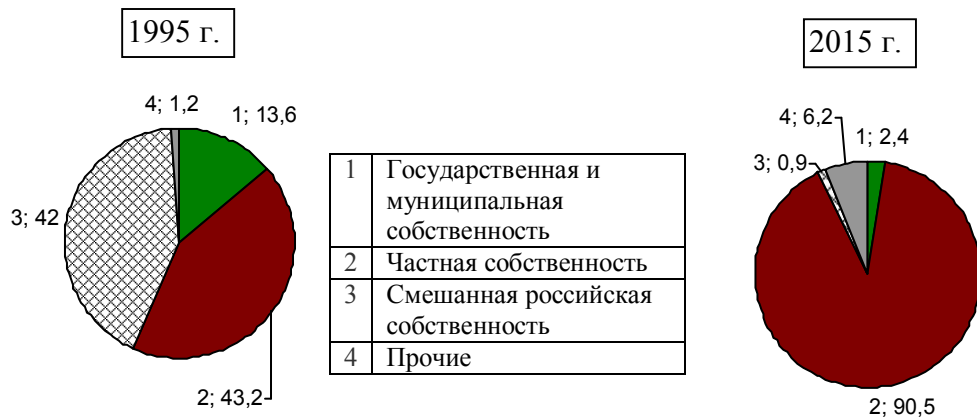 1995 г.
4; 1,2
1; 13,6
3; 42
2; 43,2
1 Государственная и
муниципальная
собственность
2 Частная собственность
3 Смешанная российская
собственность
4 Прочие
2015 г.
4; 6,2
1; 2,4
3; 0,9
2; 90,5